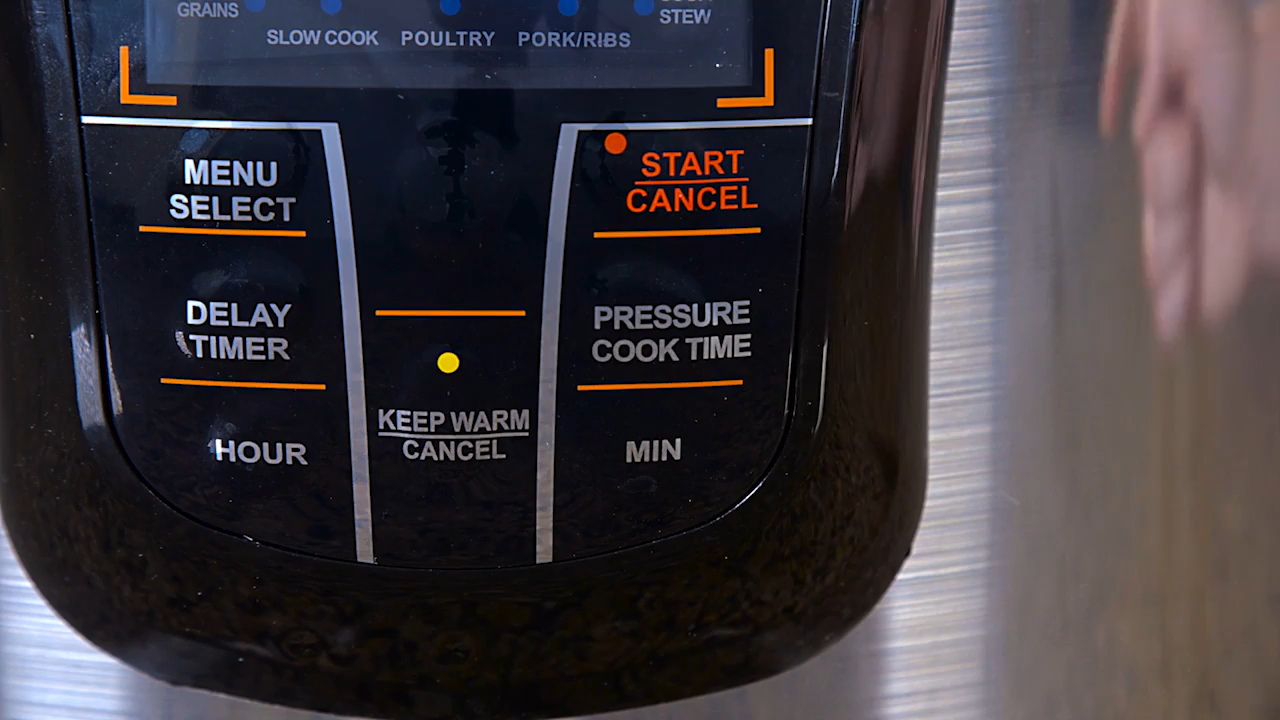 GRAINS
STEW
SLOW COOK POULTRY PORK/RIBS
MENU
SELECT
START
CANCEL
DELAY
TIMER
PRESSURE
COOK TIME
KEEP WARM
CANCEL
HOUR
MIN